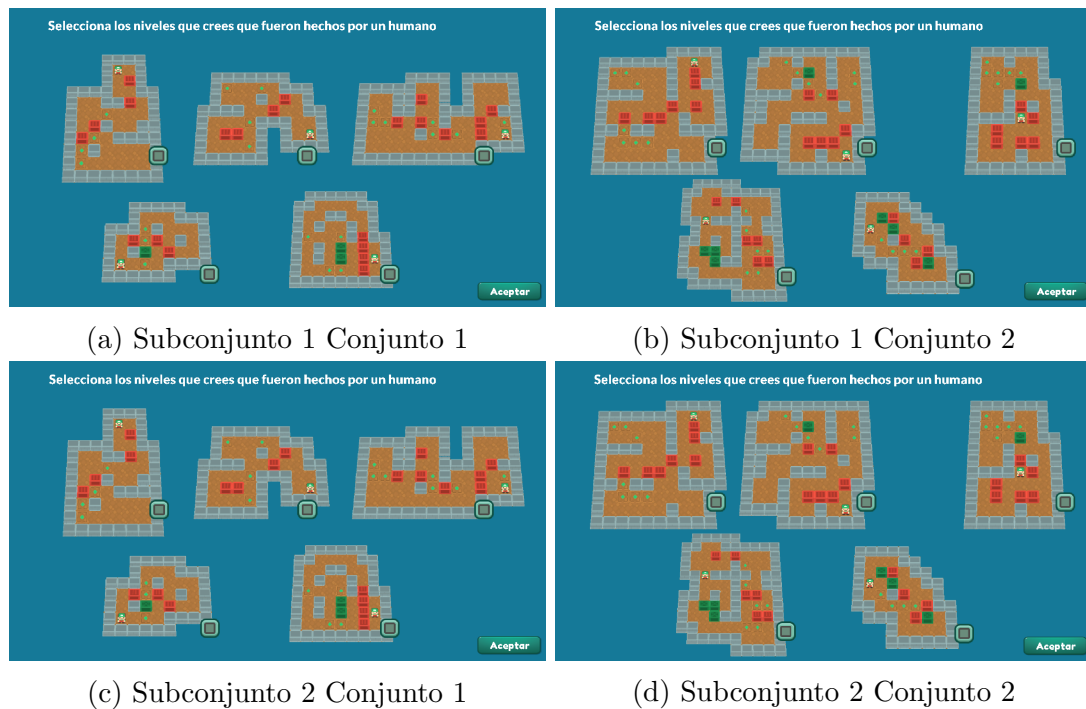 Selecciona los niveles que crees que fueron hechos por un humano
Aceptar
(a) Subconjunto 1 Conjunto 1
Selecciona los niveles que crees que fueron hechos por un humano
Aceptar
(b) Subconjunto 1 Conjunto 2
Selecciona los niveles que crees que fueron hechos por un humano
Aceptar
(c) Subconjunto 2 Conjunto 1
Selecciona los niveles que crees que fueron hechos por un humano
Aceptar
(d) Subconjunto 2 Conjunto 2